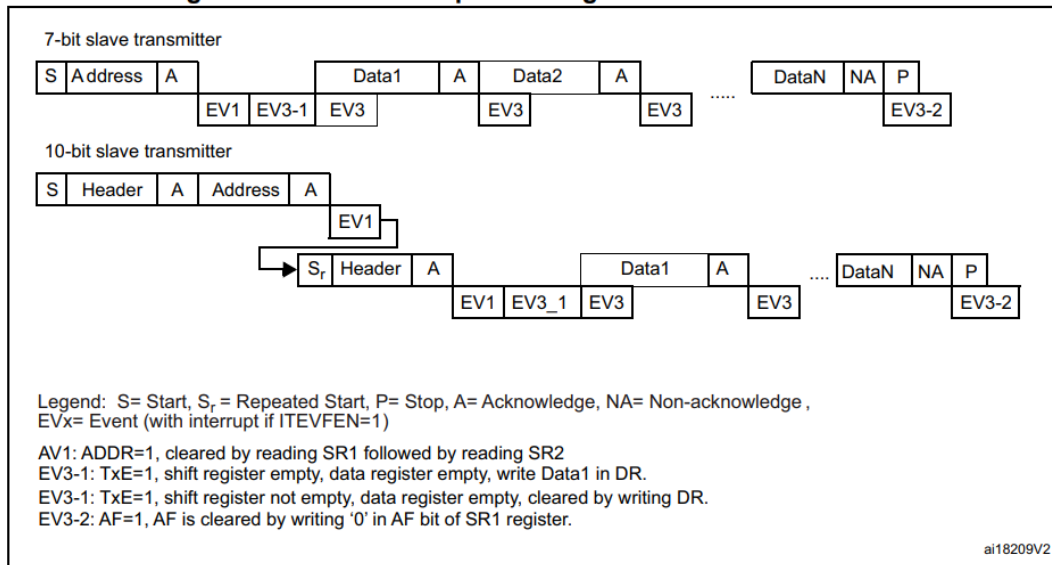 7-bit slave transmitter
S Address A Data1 A Data2 A ..... DataN NA P
EV1 EV3-1 EV3 EV3 EV3 EV3-2
10-bit slave transmitter
S Header A Address A
EV1
Sr Header A Data1 A .... DataN NA P
EV1 EV3_1 EV3 EV3 EV3-2
Legend: S= Start, Sr = Repeated Start, P= Stop, A= Acknowledge, NA= Non-acknowledge ,
EVx= Event (with interrupt if ITEVFEN=1)
AV1: ADDR=1, cleared by reading SR1 followed by reading SR2
EV3-1: TxE=1, shift register empty, data register empty, write Data1 in DR.
EV3-1: TxE=1, shift register not empty, data register empty, cleared by writing DR.
EV3-2: AF=1, AF is cleared by writing ‘0’ in AF bit of SR1 register.
ai18209V2